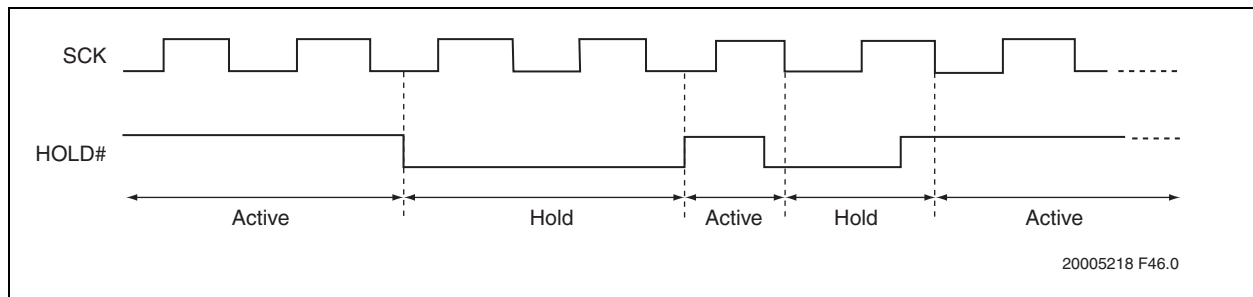 SCK
HOLD#
Active Hold Active Hold Active
20005218 F46.0